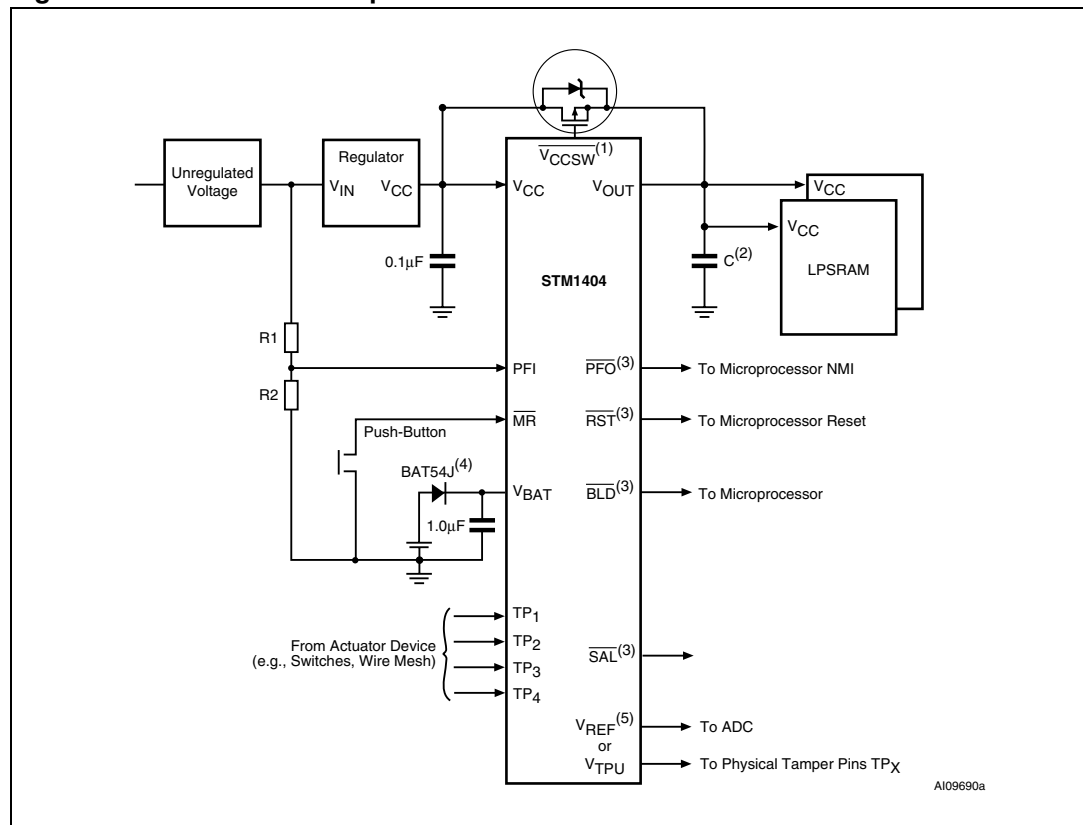 Unregulated
Voltage
Regulator
VIN VCC
VCCSW(1)
VCC VOUT
VCC
VCC
LPSRAM
0.1µF
C(2)
STM1404
R1
R2
PFI PFO(3) To Microprocessor NMI
MR RST(3) To Microprocessor Reset
Push-Button
BAT54J(4)
VBAT BLD(3) To Microprocessor
1.0µF
From Actuator Device
(e.g., Switches, Wire Mesh)
TP1
TP2
TP3
TP4
SAL(3)
VREF(5) To ADC
or
VTPU To Physical Tamper Pins TPX
AI09690a